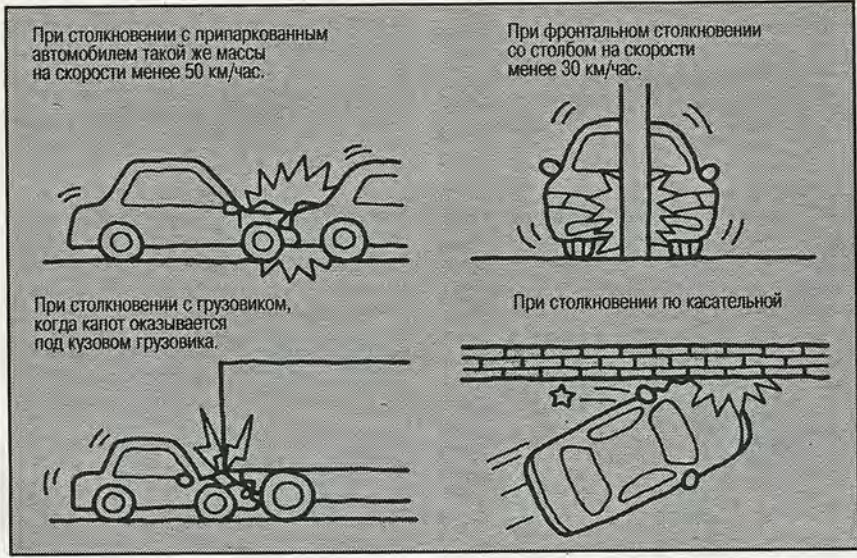 При столкновении с припаркованным
автомобилем такой же массы
на скорости менее 50 км/час.
При фронтальном столкновении
со столбом на скорости
менее 30 км/час.
При столкновении с грузовиком,
когда капот оказывается
под кузовом грузовика.
При столкновении по касательной